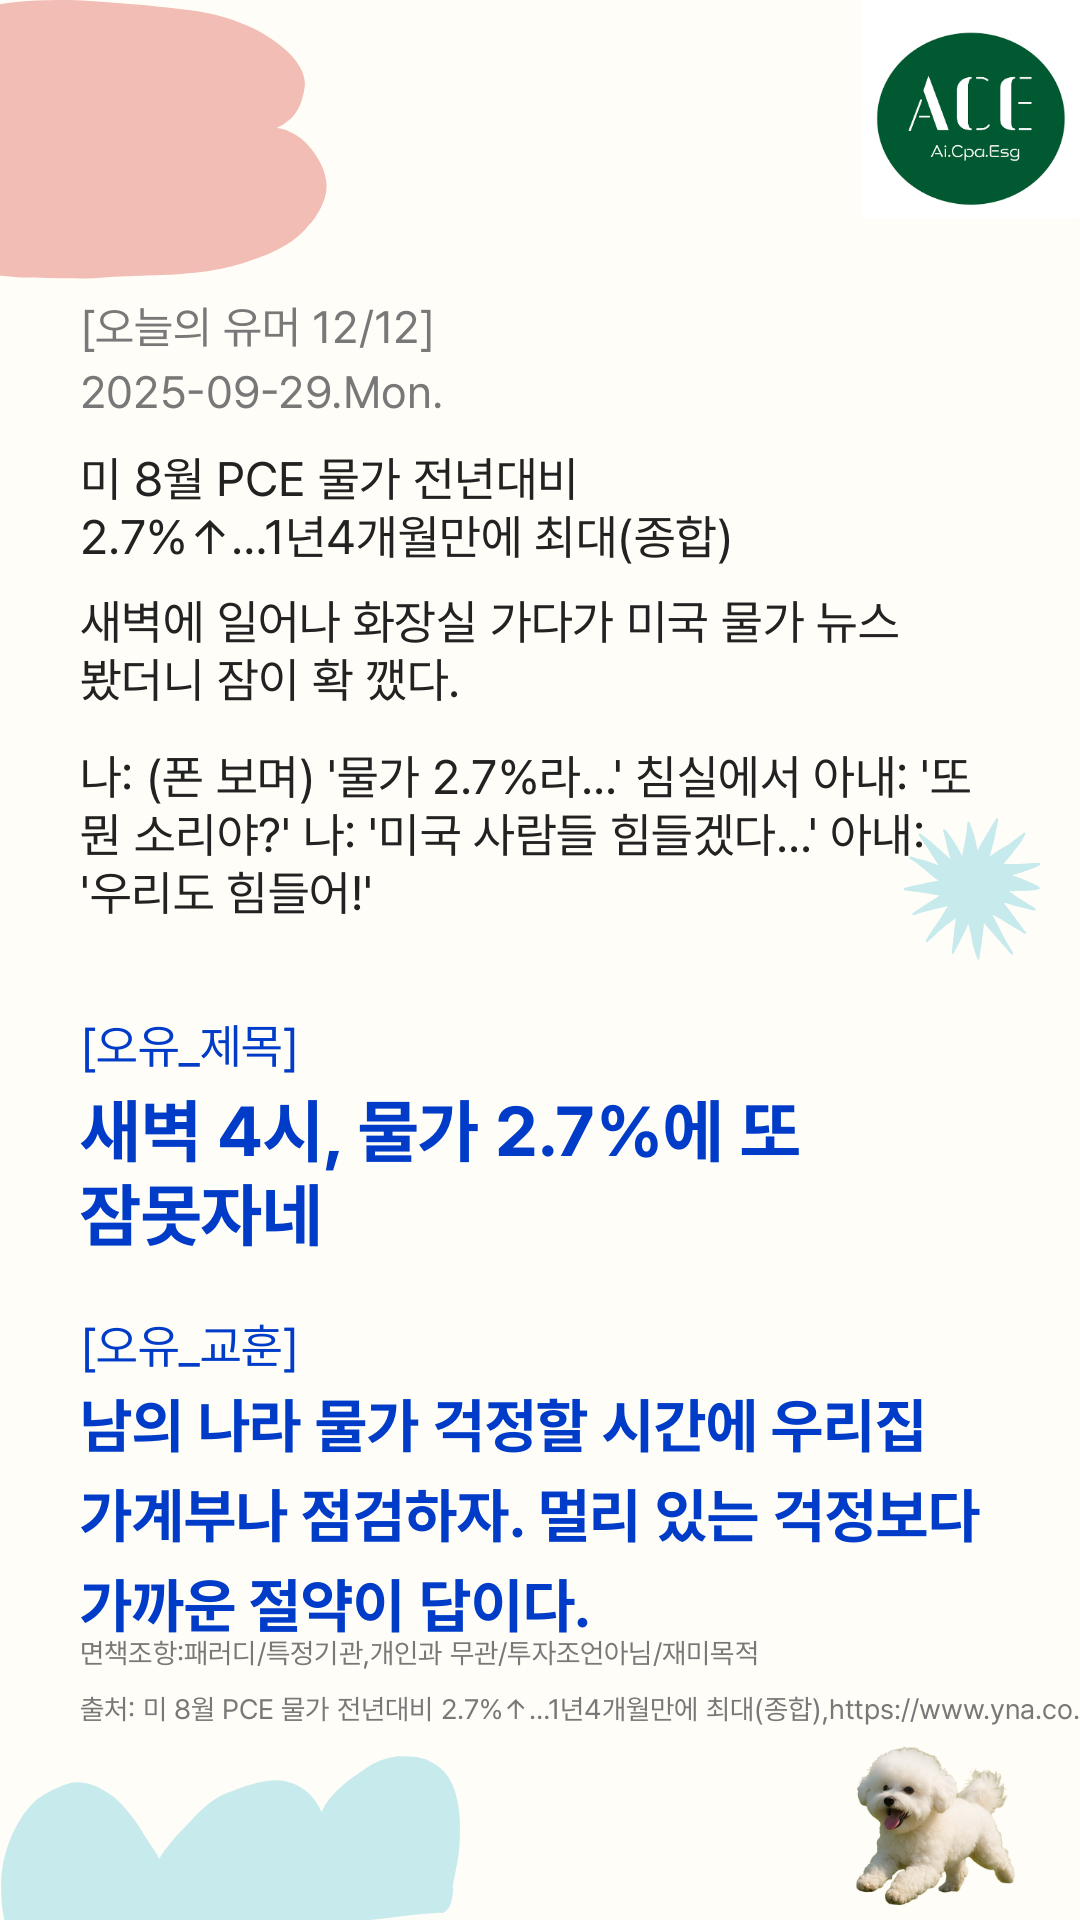 ACE
Ai.Cpa.Esg
[오늘의 유머 12/12]
2025-09-29.Mon.
미 8월 PCE 물가 전년대비
2.7%↑...1년4개월만에 최대(종합)
새벽에 일어나 화장실 가다가 미국 물가 뉴스
봤더니 잠이 확 깼다.
나: (폰 보며) '물가 2.7%라...' 침실에서 아내: '또
뭔 소리야?' 나: '미국 사람들 힘들겠다...' 아내:
'우리도 힘들어!'
[오유_제목]
새벽 4시, 물가 2.7%에 또
잠못자네
[오유_교훈]
남의 나라 물가 걱정할 시간에 우리집
가계부나 점검하자. 멀리 있는 걱정보다
가까운 절약이 답이다.
면책조항:패러디/특정기관,개인과 무관/투자조언아님/재미목적
출처: 미 8월 PCE 물가 전년대비 2.7%↑...1년4개월만에 최대(종합),https://www.yna.co.